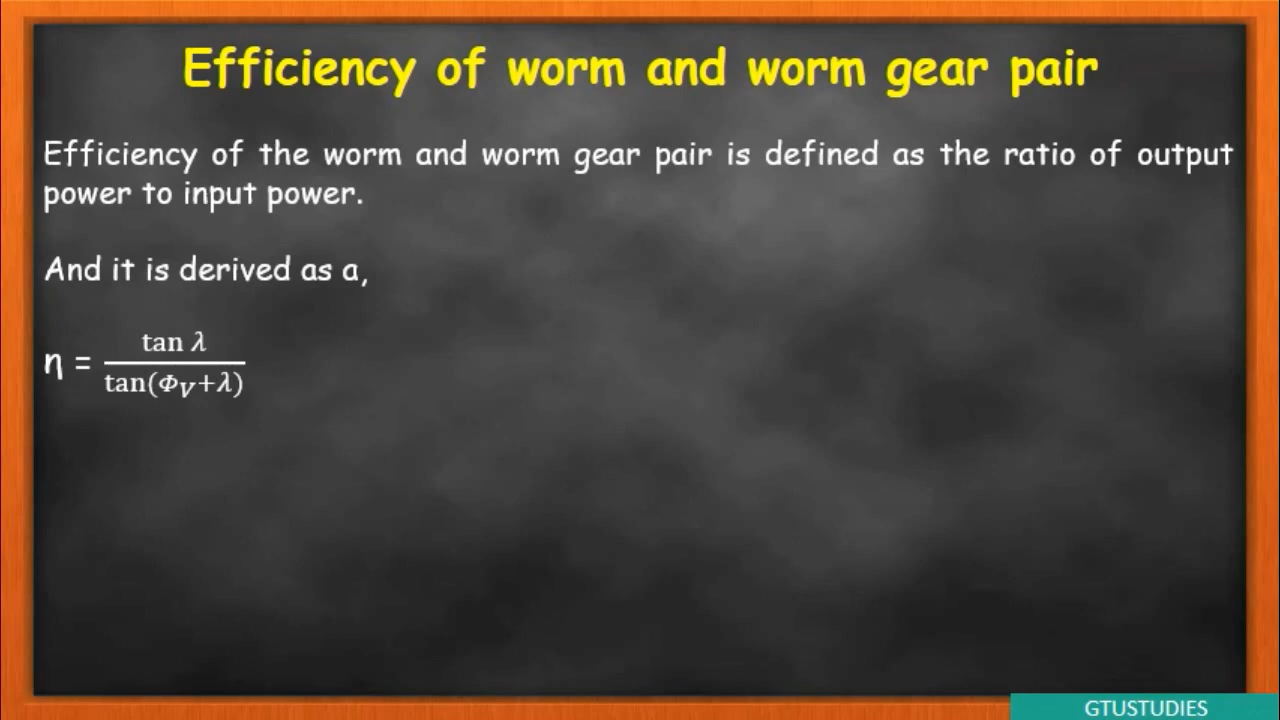 Efficiency of worm and worm gear pair
Efficiency of the worm and worm gear pair is defined as the ratio of output
power to input power.
And it is derived as a,
η = tan λ / tan(Φ_V+λ)
GTUSTUDIES